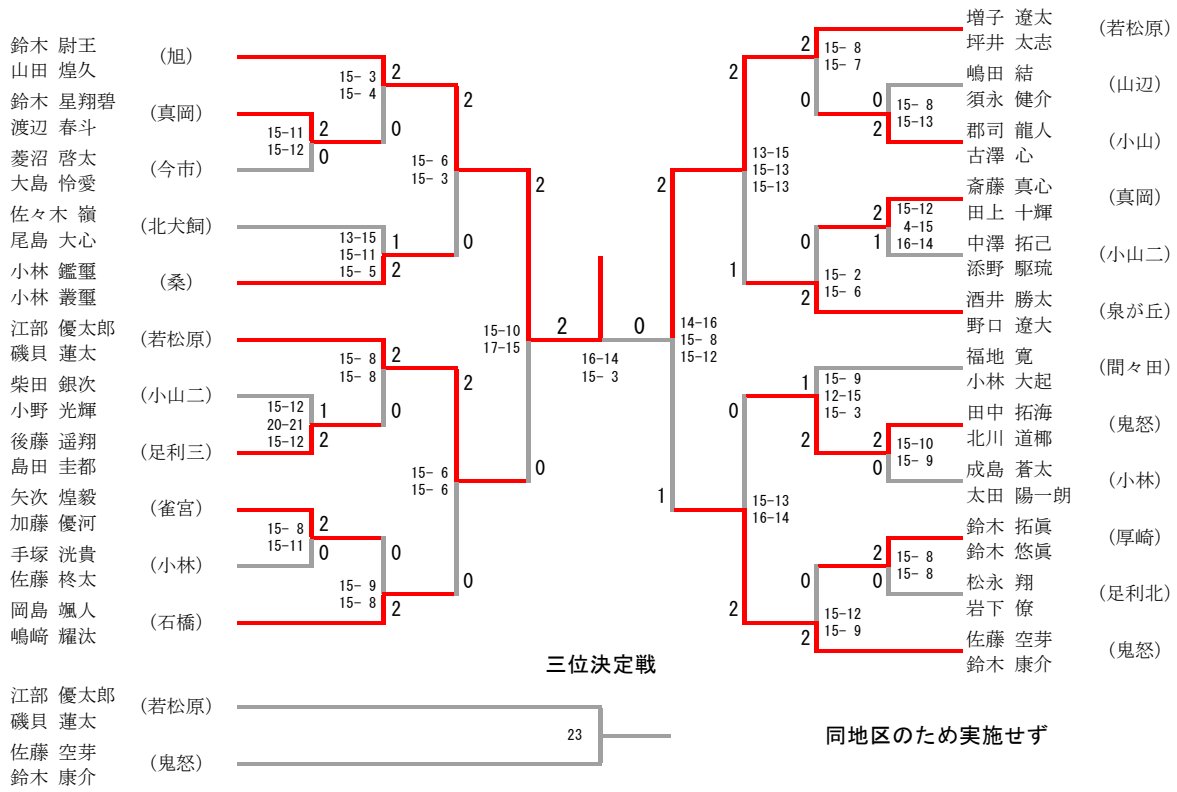 鈴木 尉王
山田 煌久
(旭)
鈴木 星翔碧
渡辺 春斗
(真岡)
菱沼 啓太
大島 怜愛
(今市)
佐々木 嶺
尾島 大心
(北犬飼)
小林 鑑璽
小林 叢璽
(桑)
江部 優太郎
磯貝 蓮太
(若松原)
柴田 銀次
小野 光輝
(小山二)
後藤 遥翔
島田 圭都
(足利三)
矢次 煌毅
加藤 優河
(雀宮)
手塚 洸貴
佐藤 柊太
(小林)
岡島 颯人
嶋﨑 耀汰
(石橋)
15- 3
15- 4
2
0
15-11
15-12
2
0
13-15
15-11
15- 5
1
2
15- 6
15- 3
2
0
15- 8
15- 8
2
0
15-12
20-21
15-12
1
2
15- 8
15-11
2
0
15- 9
15- 8
0
2
15- 6
15- 6
2
0
15-10
17-15
2
0
2
0
16-14
15- 3
14-16
15- 8
15-12
2
1
13-15
15-13
15-13
2
1
15- 8
15- 7
2
0
15- 8
15-13
0
2
15-12
4-15
16-14
2
1
15- 2
15- 6
0
2
15- 9
12-15
15- 3
1
2
15-10
15- 9
2
0
15-13
16-14
0
2
15- 8
15- 8
2
0
15-12
15- 9
0
2
増子 遼太
坪井 太志
(若松原)
嶋田 結
須永 健介
(山辺)
郡司 龍人
古澤 心
(小山)
斎藤 真心
田上 十輝
(真岡)
中澤 拓己
添野 駆琉
(小山二)
酒井 勝太
野口 遼大
(泉が丘)
福地 寛
小林 大起
(間々田)
田中 拓海
北川 道椰
(鬼怒)
成島 蒼太
太田 陽一朗
(小林)
鈴木 拓眞
鈴木 悠眞
(厚崎)
松永 翔
岩下 僚
(足利北)
佐藤 空芽
鈴木 康介
(鬼怒)
三位決定戦
江部 優太郎
磯貝 蓮太
(若松原)
佐藤 空芽
鈴木 康介
(鬼怒)
23
同地区のため実施せず